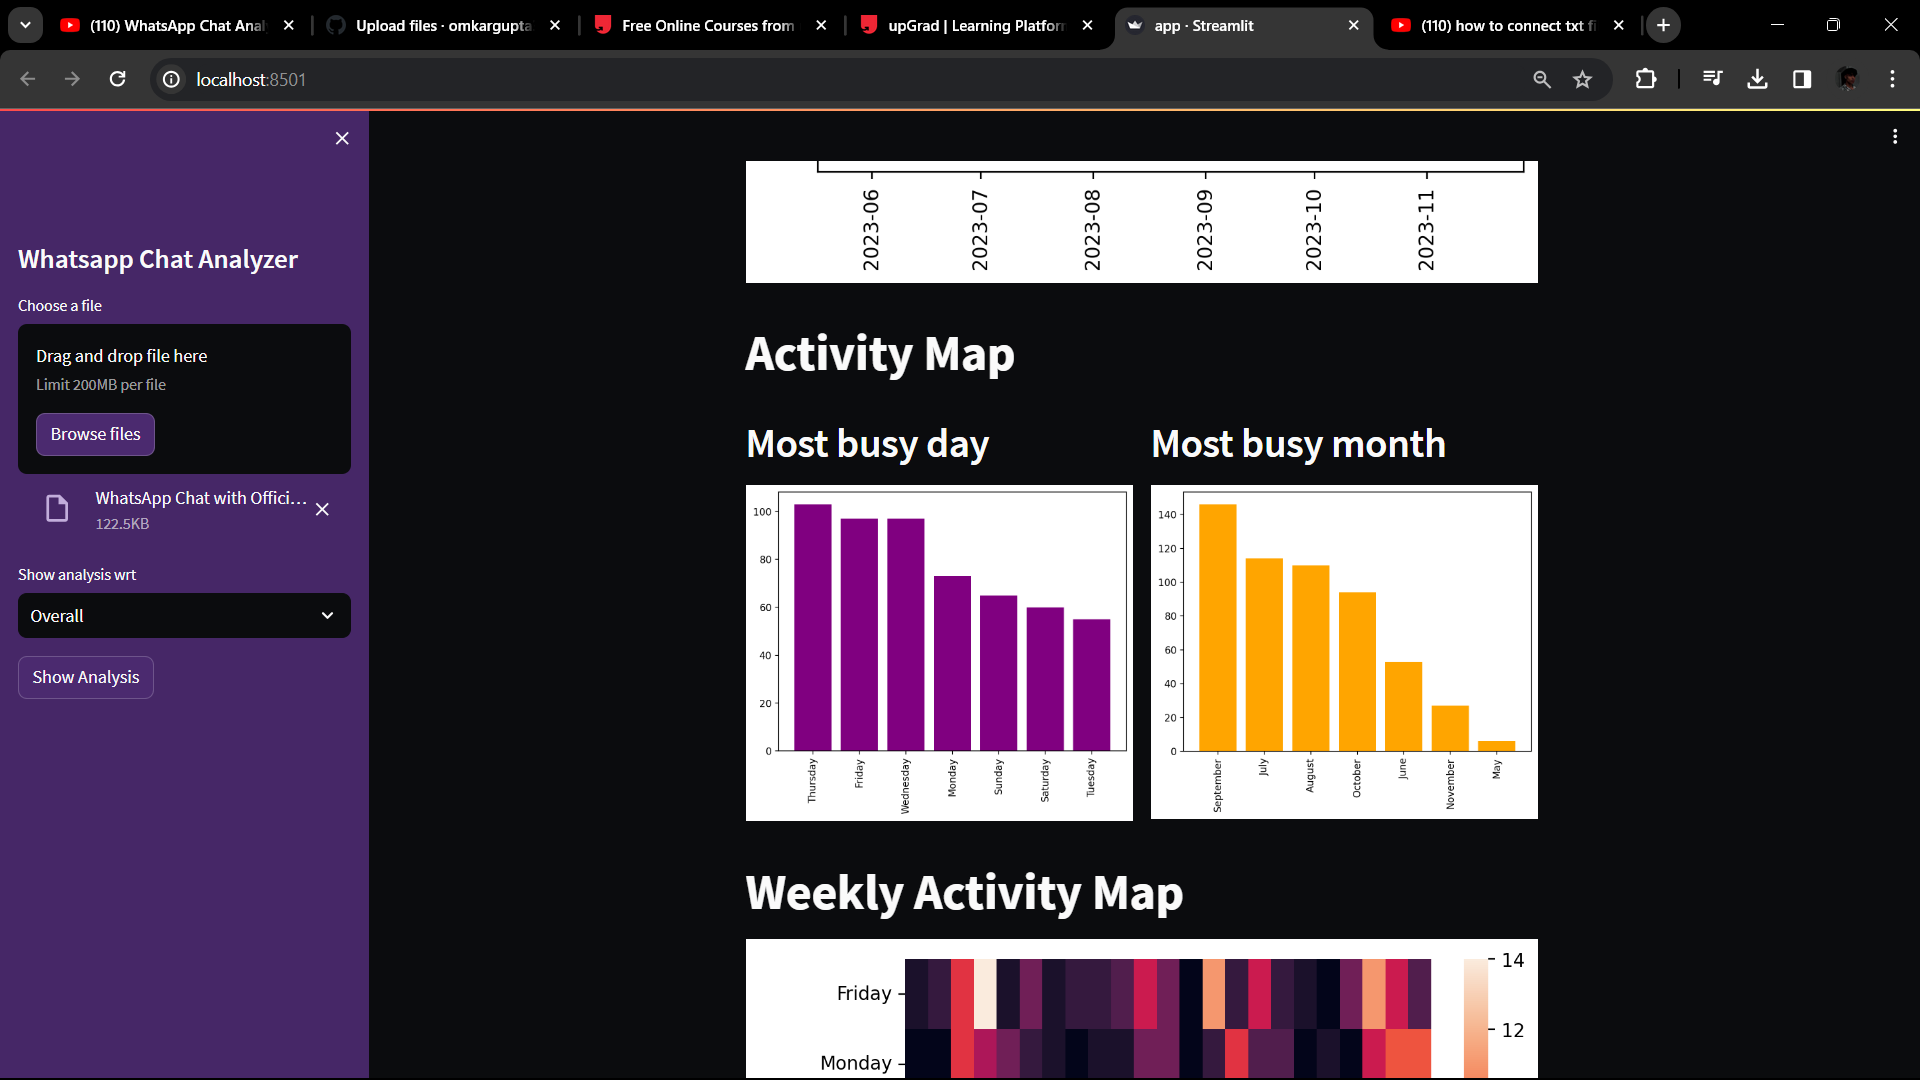 (110) WhatsApp Chat Anal
Upload files · omkargupta
Free Online Courses from
upGrad | Learning Platform
app · Streamlit
(110) how to connect txt fi
localhost:8501
Whatsapp Chat Analyzer
Choose a file
Drag and drop file here
Limit 200MB per file
Browse files
WhatsApp Chat with Offici...
122.5KB
Show analysis wrt
Overall
Show Analysis
2023-06
2023-07
2023-08
2023-09
2023-10
2023-11
Activity Map
Most busy day
100
80
60
40
20
0
Thursday
Friday
Wednesday
Monday
Sunday
Saturday
Tuesday
Most busy month
140
120
100
80
60
40
20
0
September
July
August
October
June
November
May
Weekly Activity Map
Friday
Monday
14
12